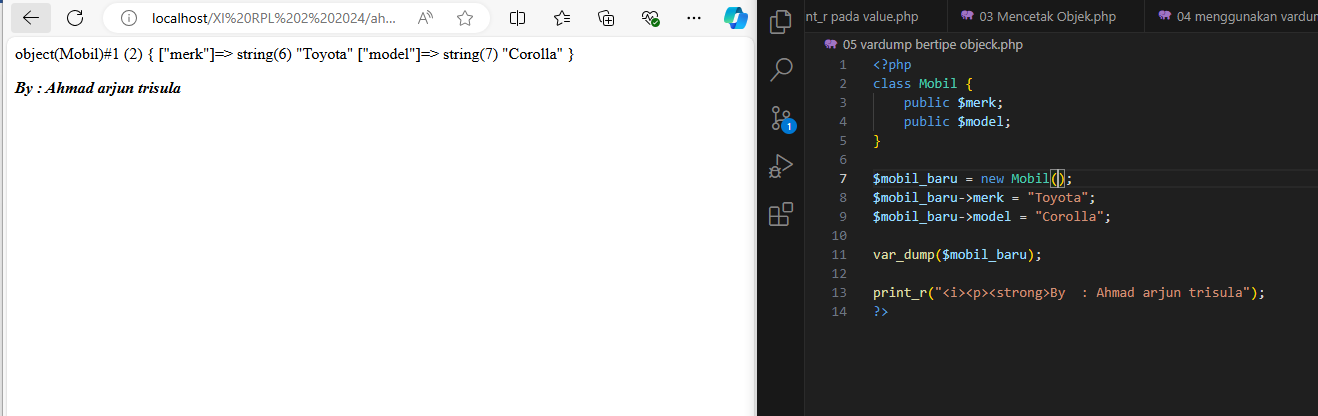 localhost/XI%20RPL%202%202024/ah...
object(Mobil)#1 (2) { ["merk"]=> string(6) "Toyota" ["model"]=> string(7) "Corolla" }
By : Ahmad arjun trisula
1
nt_r pada value.php
03 Mencetak Objek.php
04 menggunakan vardur
05 vardump bertipe objeck.php
1 <?php
2 class Mobil {
3 public $merk;
4 public $model;
5 }
6
7 $mobil_baru = new Mobil();
8 $mobil_baru->merk = "Toyota";
9 $mobil_baru->model = "Corolla";
10
11 var_dump($mobil_baru);
12
13 print_r("<i><p><strong>By  : Ahmad arjun trisula");
14 ?>